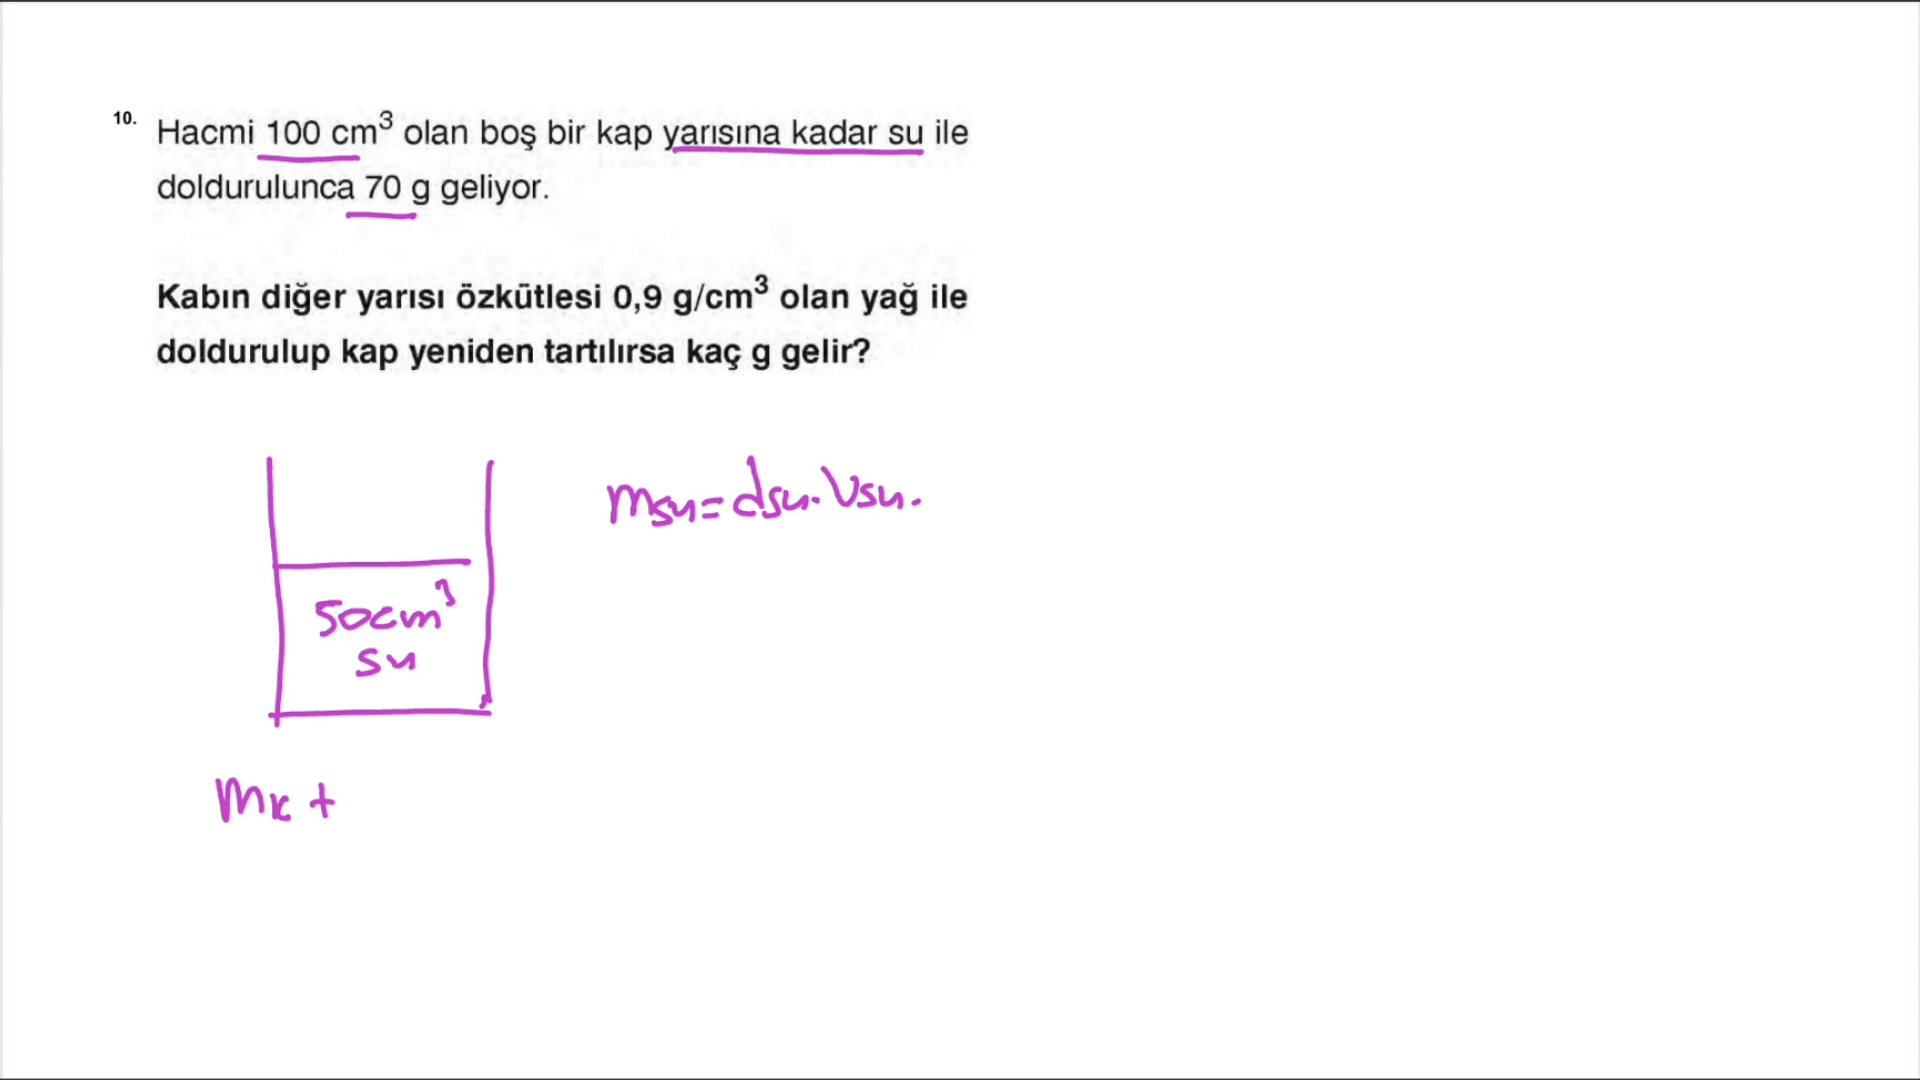 10. Hacmi 100 cm³ olan boş bir kap yarısına kadar su ile
doldurulunca 70 g geliyor.
Kabın diğer yarısı özkütlesi 0,9 g/cm³ olan yağ ile
doldurulup kap yeniden tartılırsa kaç g gelir?
msu = dsu. Vsu.
50cm³
su
mk +